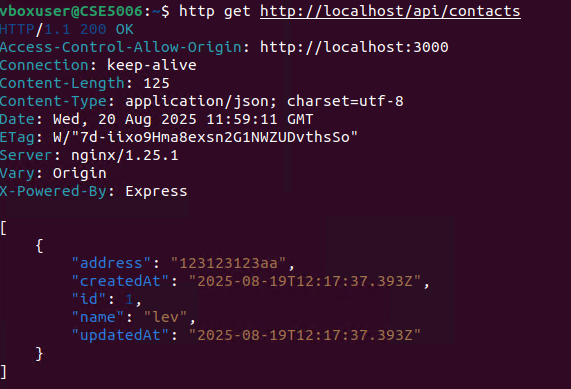 vboxuser@CSE5006:~$ http get http://localhost/api/contacts
HTTP/1.1 200 OK
Access-Control-Allow-Origin: http://localhost:3000
Connection: keep-alive
Content-Length: 125
Content-Type: application/json; charset=utf-8
Date: Wed, 20 Aug 2025 11:59:11 GMT
ETag: W/"7d-iixo9Hma8exsn2G1NWZUDvthsSo"
Server: nginx/1.25.1
Vary: Origin
X-Powered-By: Express
[
    {
        "address": "123123123aa",
        "createdAt": "2025-08-19T12:17:37.393Z",
        "id": 1,
        "name": "lev",
        "updatedAt": "2025-08-19T12:17:37.393Z"
    }
]